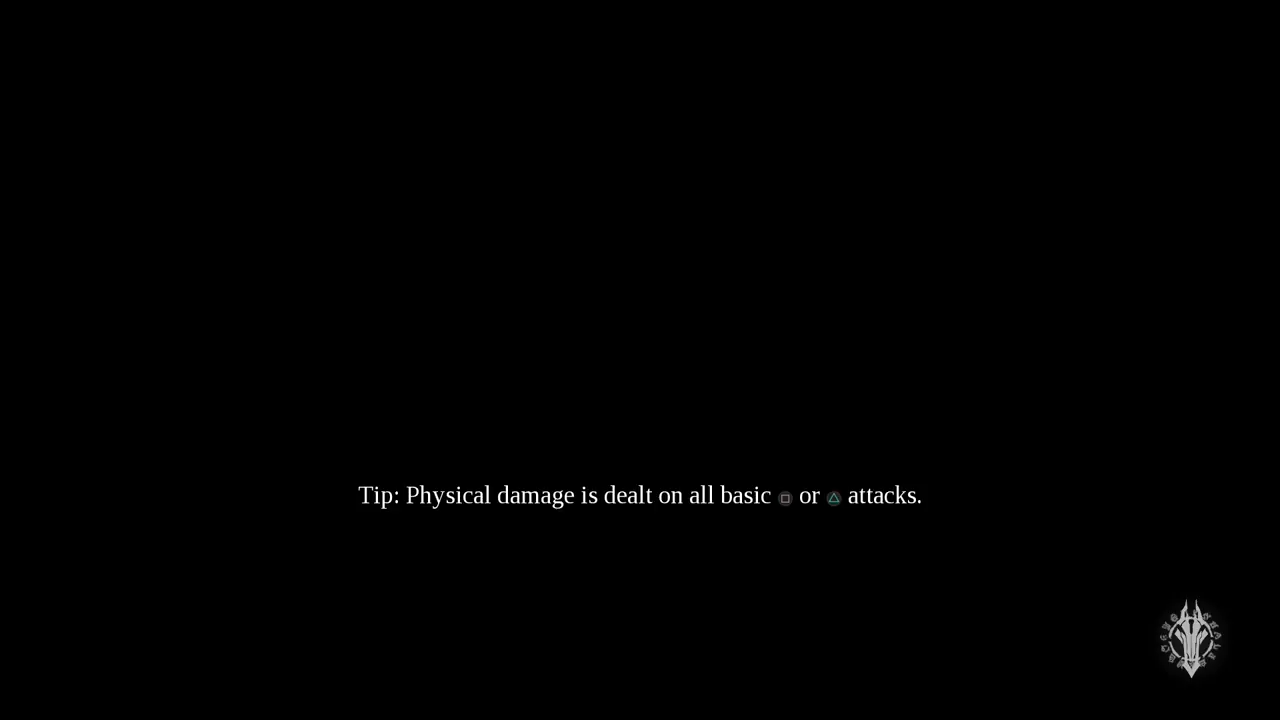 Tip: Physical damage is dealt on all basic □ or △ attacks.